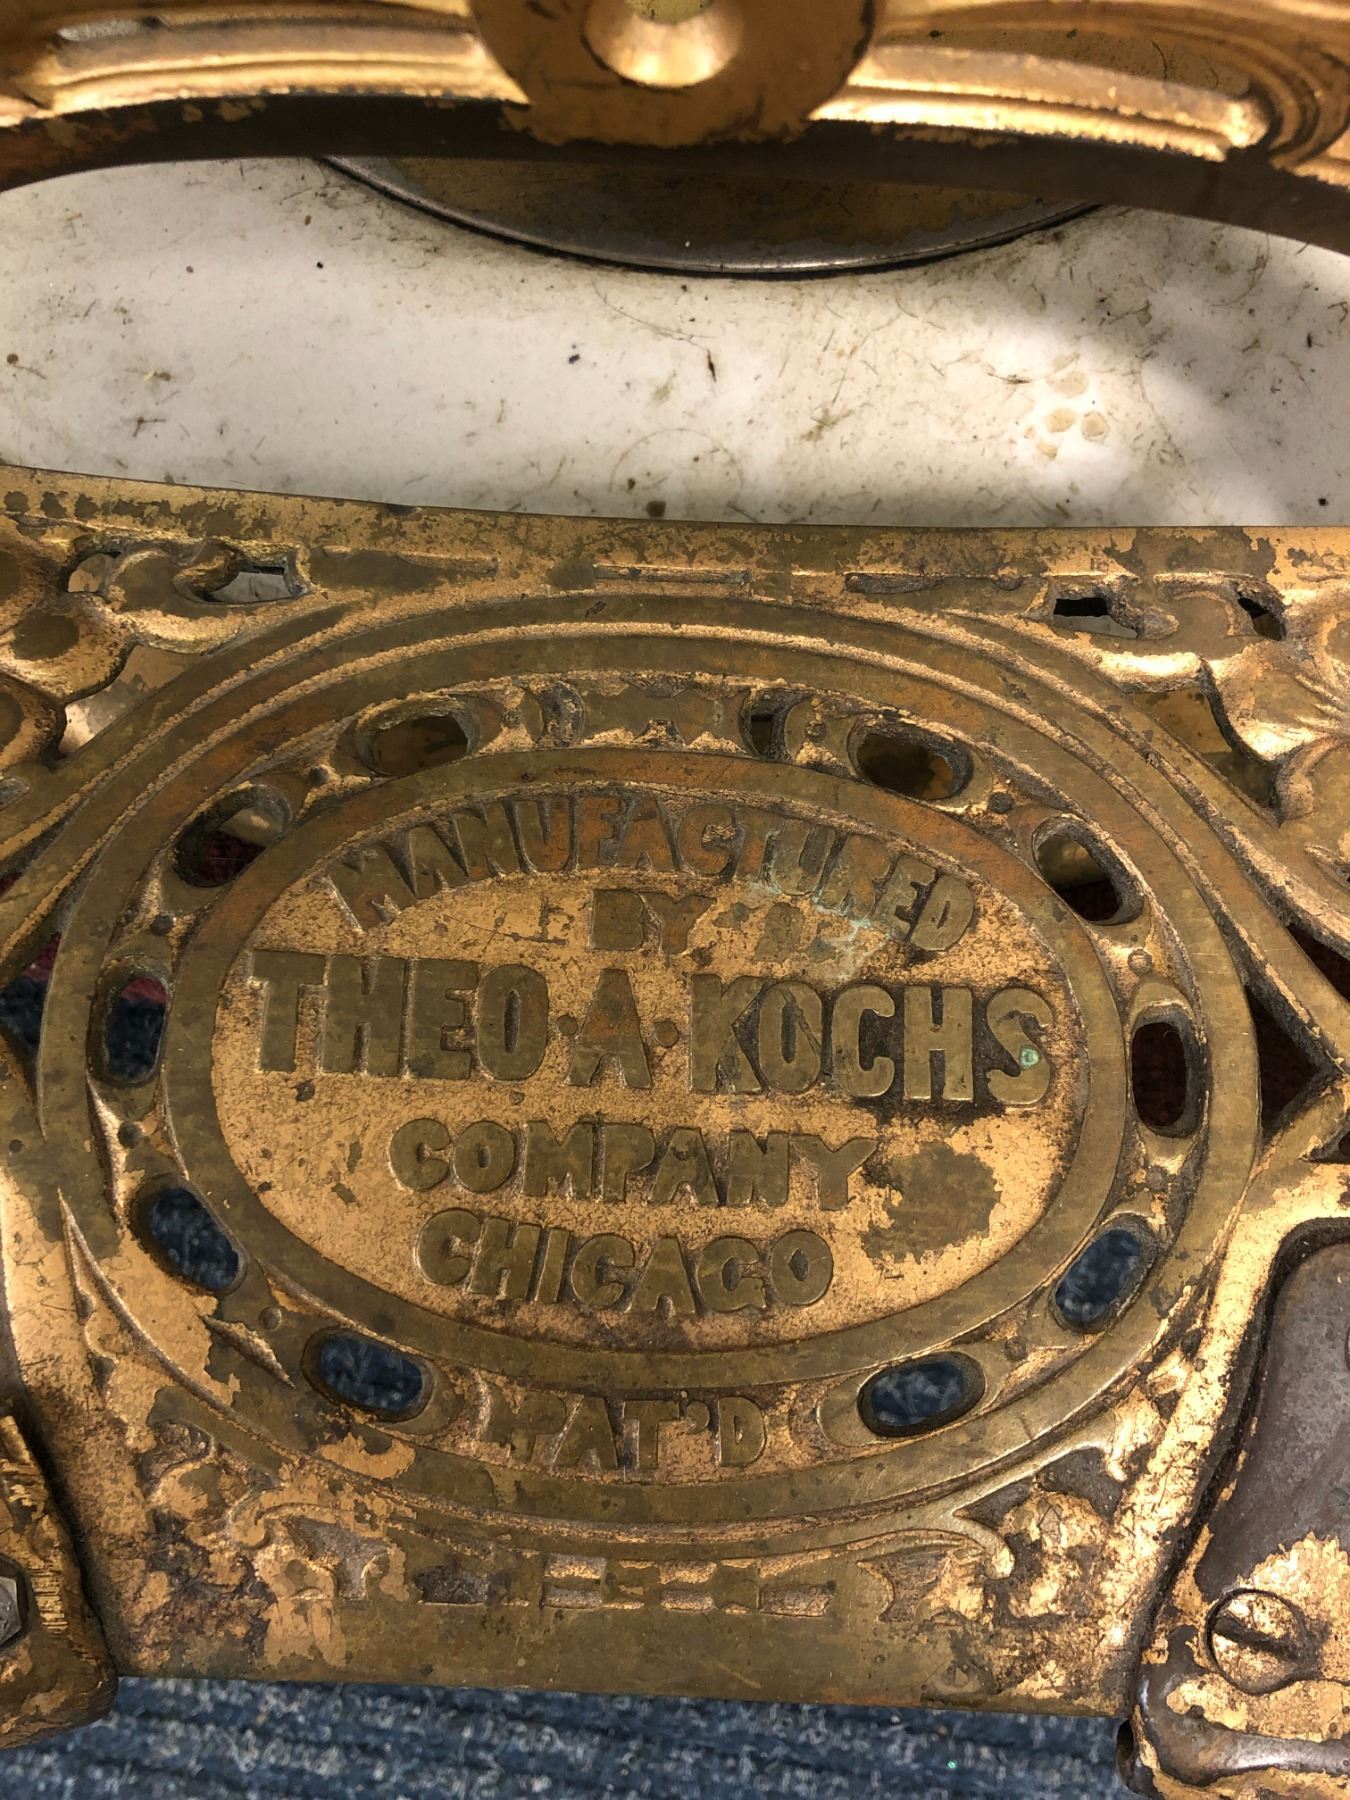 MANUFACTURED
BY
THEO·A·KOCHS
COMPANY
CHICAGO
PAT'D